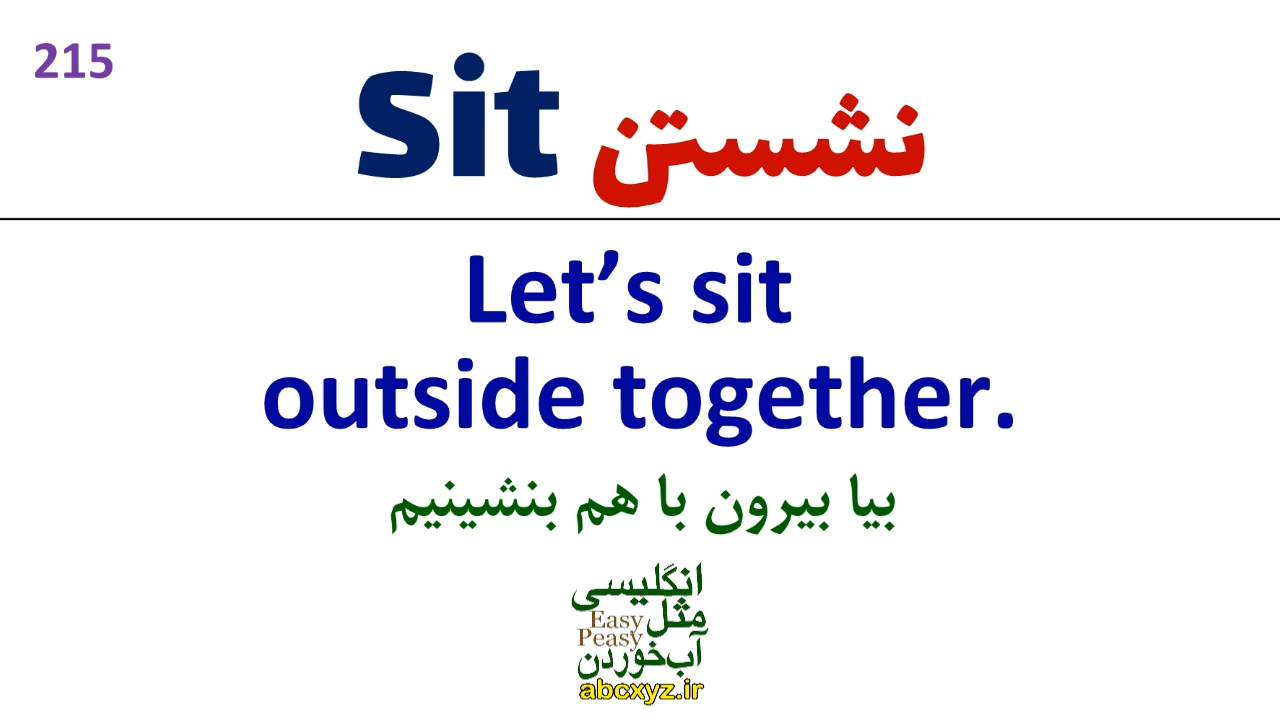 215
Sit نشستن
Let’s sit
outside together.
بیا بیرون با هم بنشینیم
انگلیسی
مثل Easy
Peasy
آب‌خوردن
abcxyz.ir